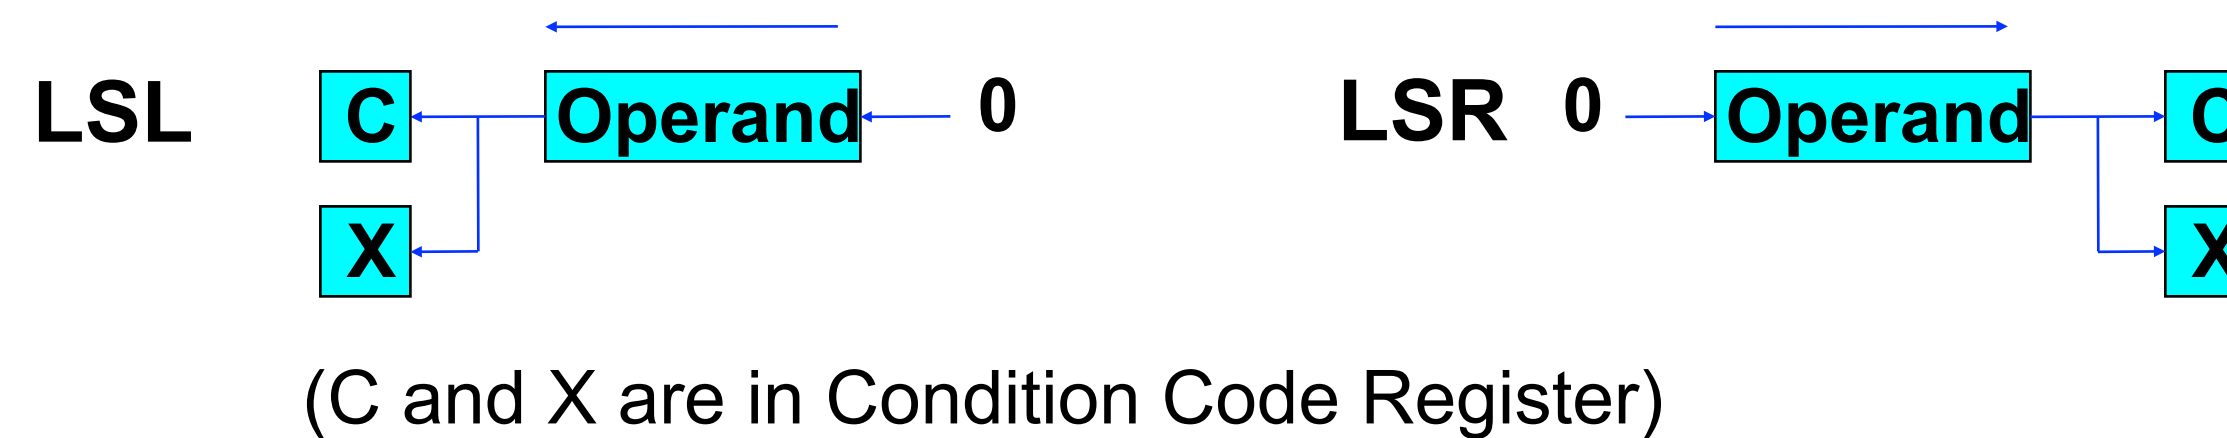 LSL C Operand 0 LSR 0 Operand C
X X
(C and X are in Condition Code Register)